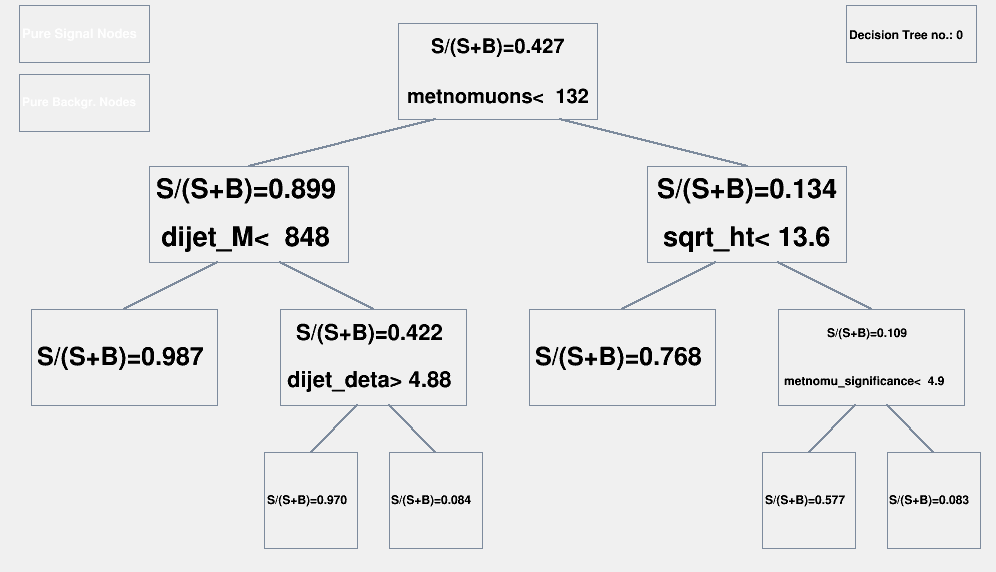 Pure Signal Nodes
Pure Backgr. Nodes
Decision Tree no.: 0
S/(S+B)=0.427
metnomuons<  132
S/(S+B)=0.899
dijet_M<  848
S/(S+B)=0.134
sqrt_ht< 13.6
S/(S+B)=0.987
S/(S+B)=0.422
dijet_deta> 4.88
S/(S+B)=0.768
S/(S+B)=0.109
metnomu_significance<  4.9
S/(S+B)=0.970
S/(S+B)=0.084
S/(S+B)=0.577
S/(S+B)=0.083